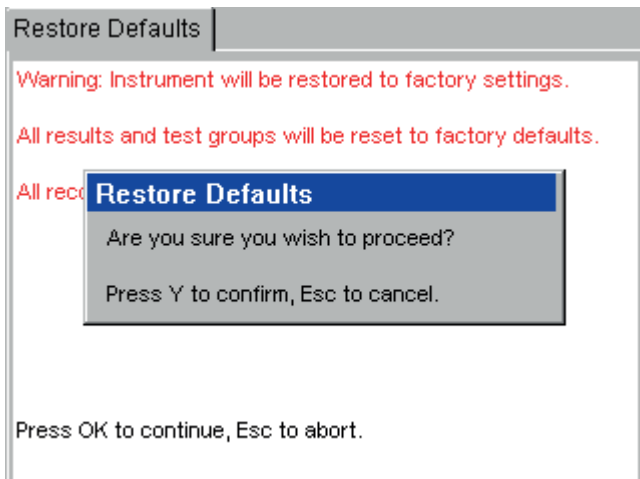 Restore Defaults
Warning: Instrument will be restored to factory settings.
All results and test groups will be reset to factory defaults.
All
Restore Defaults
Are you sure you wish to proceed?
Press Y to confirm, Esc to cancel.
Press OK to continue, Esc to abort.